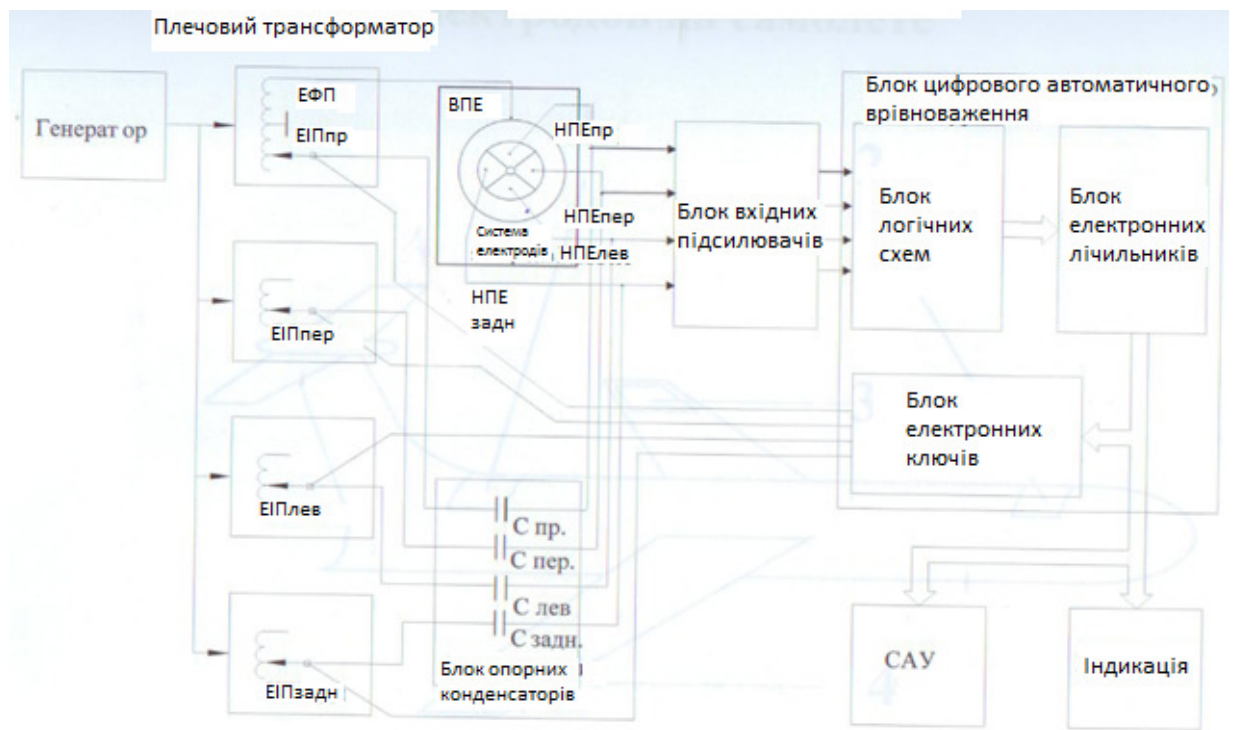 Плечовий трансформатор
Генератор
ЕФП
ЕІПпр
ВПЕ
НПЕпр
НПЕпер
Система
електродів
НПЕлев
НПЕ
задн
Блок вхідних
підсилювачів
Блок цифрового автоматичного
врівноваження
Блок
логічних
схем
Блок
електронних
лічильників
ЕІПпер
Блок
електронних
ключів
ЕІПлев
С пр.
С пер.
С лев
С задн.
Блок опорних
конденсаторів
ЕІПзадн
САУ
Індикація